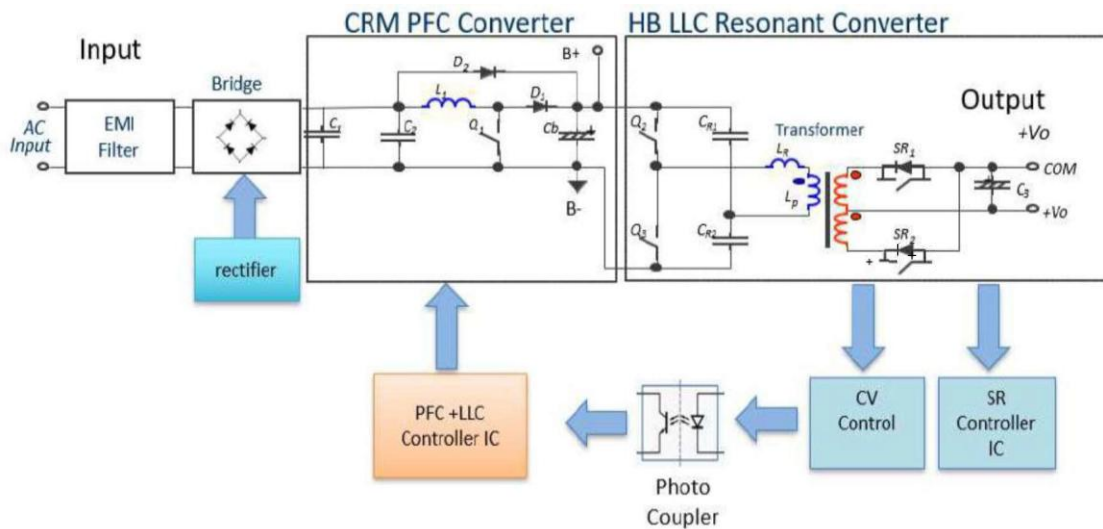 CRM PFC Converter
HB LLC Resonant Converter
Input
Bridge
AC
Input
EMI
Filter
rectifier
C1
C2
D2
L1
D1
Q1
Cb
+
B+
B-
Q2
Q3
CR1
CR2
Transformer
LR
Lp
SR1
SR2
+
+
Output
+Vo
COM
C3
+
+Vo
PFC +LLC
Controller IC
Photo
Coupler
CV
Control
SR
Controller
IC